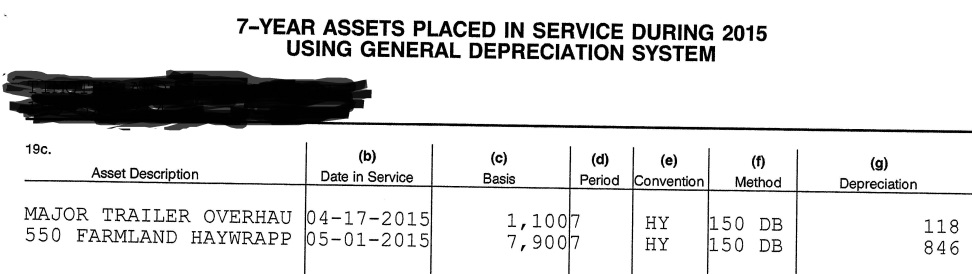 7-YEAR ASSETS PLACED IN SERVICE DURING 2015
USING GENERAL DEPRECIATION SYSTEM
19c. (b) (c) (d) (e) (f) (g)
Asset Description Date in Service Basis Period Convention Method Depreciation
MAJOR TRAILER OVERHAU 04-17-2015 1,100 7 HY 150 DB 118
550 FARMLAND HAYWRAPP 05-01-2015 7,900 7 HY 150 DB 846